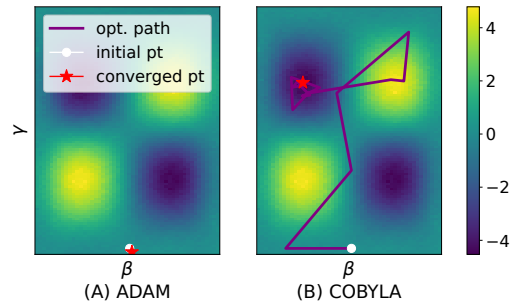 opt. path
initial pt
converged pt
γ
β
β
(A) ADAM
(B) COBYLA
4
2
0
−2
−4